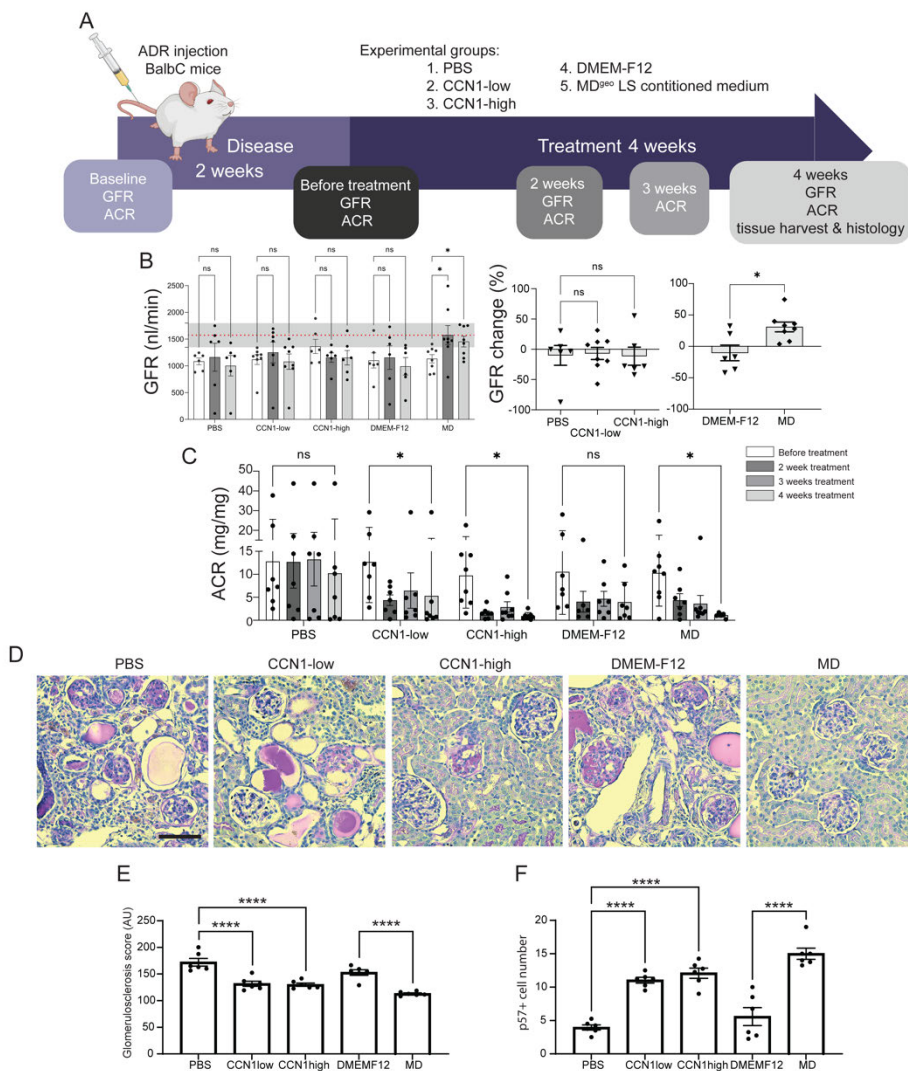 A
ADR injection
BalbC mice
Experimental groups:
1. PBS
2. CCN1-low
3. CCN1-high
4. DMEM-F12
5. MDgeo LS contitioned medium
Disease
2 weeks
Treatment 4 weeks
Baseline
GFR
ACR
Before treatment
GFR
ACR
2 weeks
GFR
ACR
3 weeks
ACR
4 weeks
GFR
ACR
tissue harvest & histology
B
GFR (nl/min)
2500
2000
1500
1000
500
0
ns
ns
ns
ns
ns
ns
ns
ns
*
*
PBS
CCN1-low
CCN1-high
DMEM-F12
MD
GFR change (%)
100
50
0
-50
-100
ns
ns
PBS
CCN1-low
CCN1-high
100
50
0
-50
-100
*
DMEM-F12
MD
C
ACR (mg/mg)
50
40
30
20
15
10
5
0
ns
*
*
ns
*
PBS
CCN1-low
CCN1-high
DMEM-F12
MD
Before treatment
2 week treatment
3 weeks treatment
4 weeks treatment
D
PBS
CCN1-low
CCN1-high
DMEM-F12
MD
E
Glomerulosclerosis score (AU)
250
200
150
100
50
0
****
****
****
PBS
CCN1low
CCN1high
DMEMF12
MD
F
p57+ cell number
20
15
10
5
0
****
****
****
PBS
CCN1low
CCN1high
DMEMF12
MD